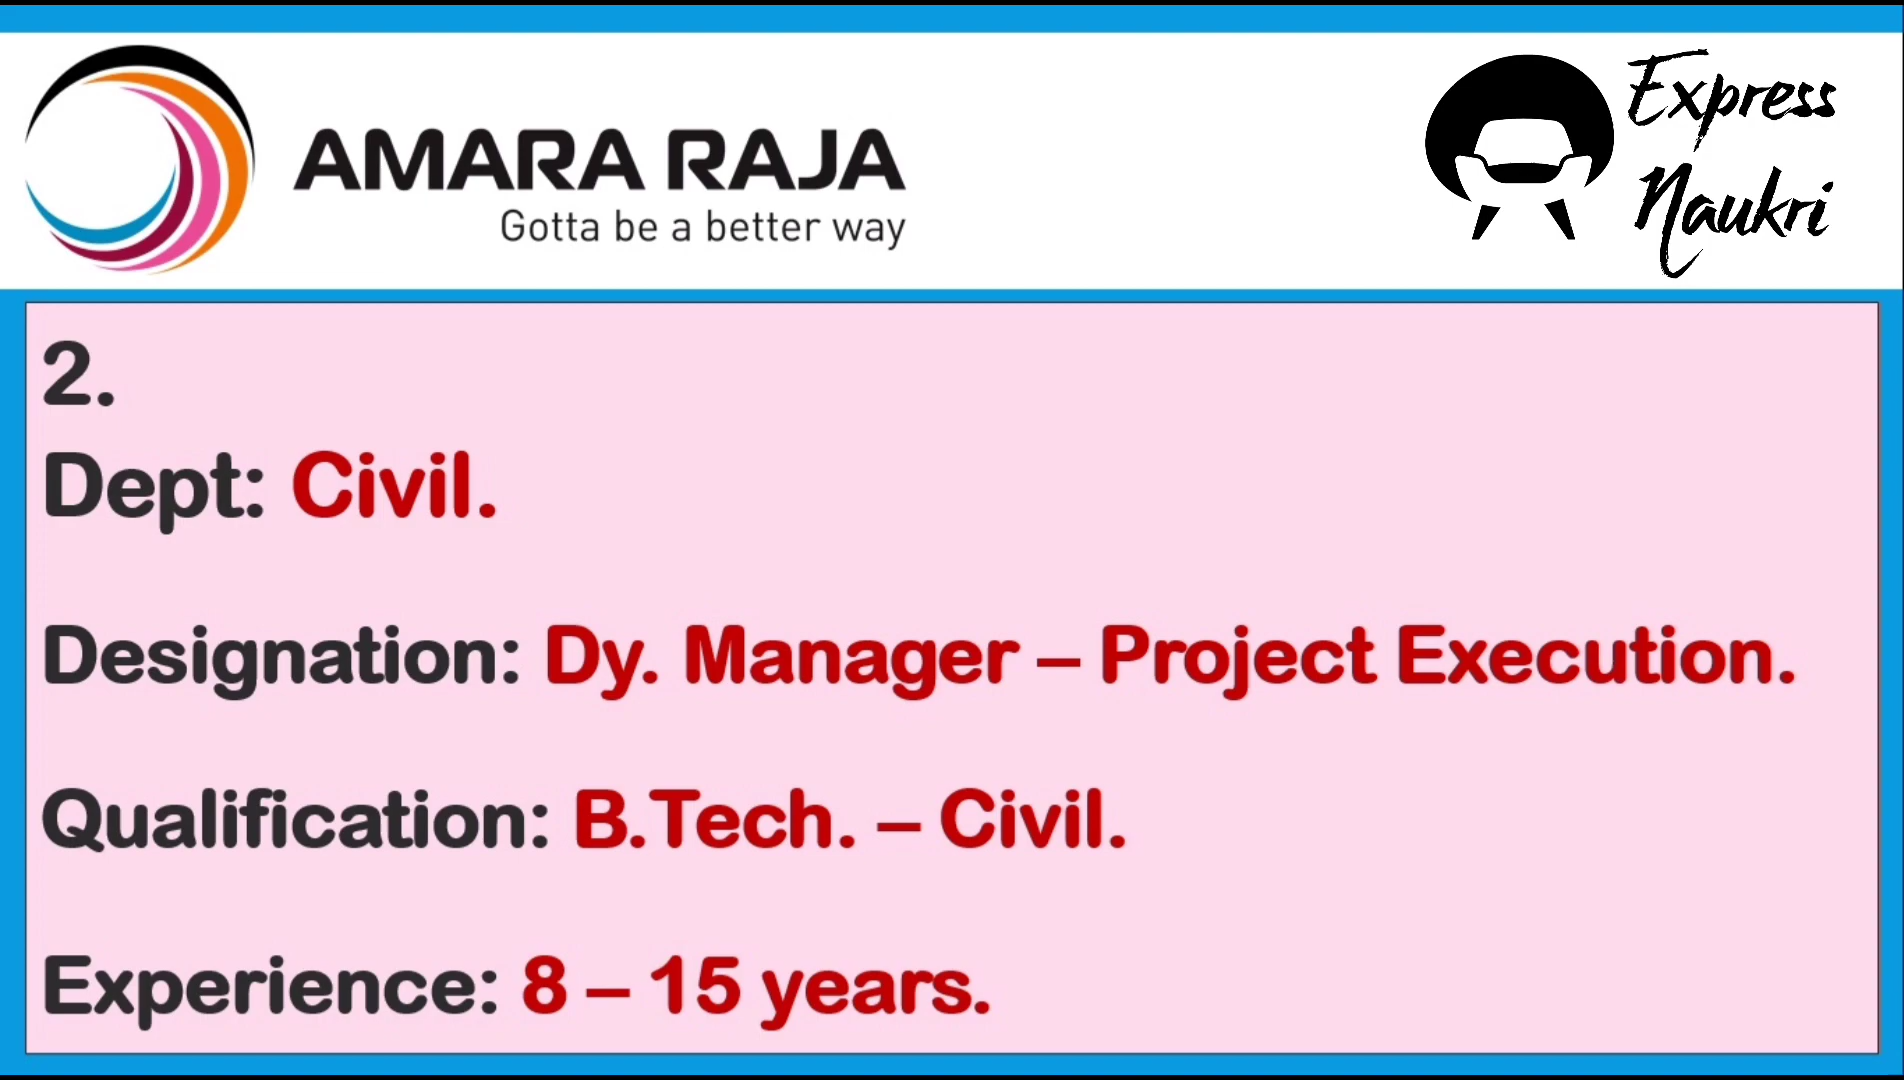 AMARA RAJA
Gotta be a better way
Express
Naukri
2.
Dept: Civil.
Designation: Dy. Manager – Project Execution.
Qualification: B.Tech. – Civil.
Experience: 8 – 15 years.